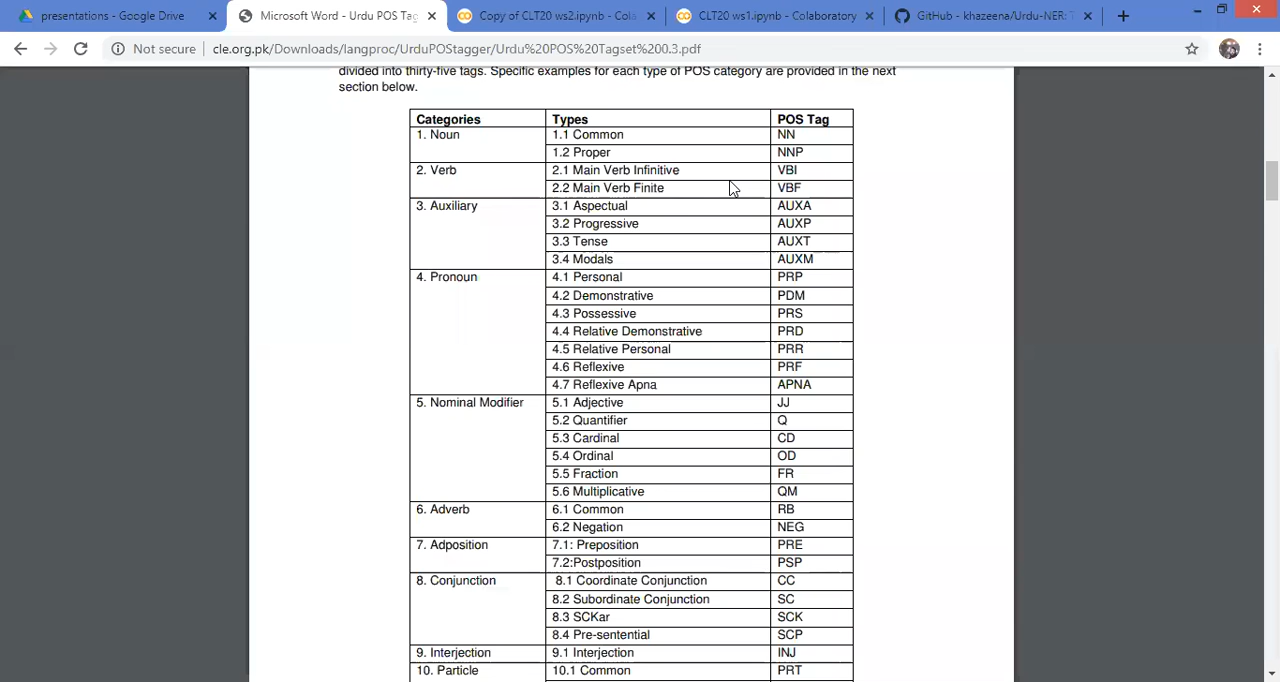 presentations - Google Drive
Microsoft Word - Urdu POS Tag
Copy of CLT20 ws2.ipynb - Cola
CLT20 ws1.ipynb - Colaboratory
GitHub - khazeena/Urdu-NER: T
Not secure cle.org.pk/Downloads/langproc/UrduPOStagger/Urdu%20POS%20Tagset%200.3.pdf
divided into thirty-five tags. Specific examples for each type of POS category are provided in the next
section below.
Categories Types POS Tag
1. Noun 1.1 Common NN
1.2 Proper NNP
2. Verb 2.1 Main Verb Infinitive VBI
2.2 Main Verb Finite VBF
3. Auxiliary 3.1 Aspectual AUXA
3.2 Progressive AUXP
3.3 Tense AUXT
3.4 Modals AUXM
4. Pronoun 4.1 Personal PRP
4.2 Demonstrative PDM
4.3 Possessive PRS
4.4 Relative Demonstrative PRD
4.5 Relative Personal PRR
4.6 Reflexive PRF
4.7 Reflexive Apna APNA
5. Nominal Modifier 5.1 Adjective JJ
5.2 Quantifier Q
5.3 Cardinal CD
5.4 Ordinal OD
5.5 Fraction FR
5.6 Multiplicative QM
6. Adverb 6.1 Common RB
6.2 Negation NEG
7. Adposition 7.1: Preposition PRE
7.2:Postposition PSP
8. Conjunction 8.1 Coordinate Conjunction CC
8.2 Subordinate Conjunction SC
8.3 SCKar SCK
8.4 Pre-sentential SCP
9. Interjection 9.1 Interjection INJ
10. Particle 10.1 Common PRT